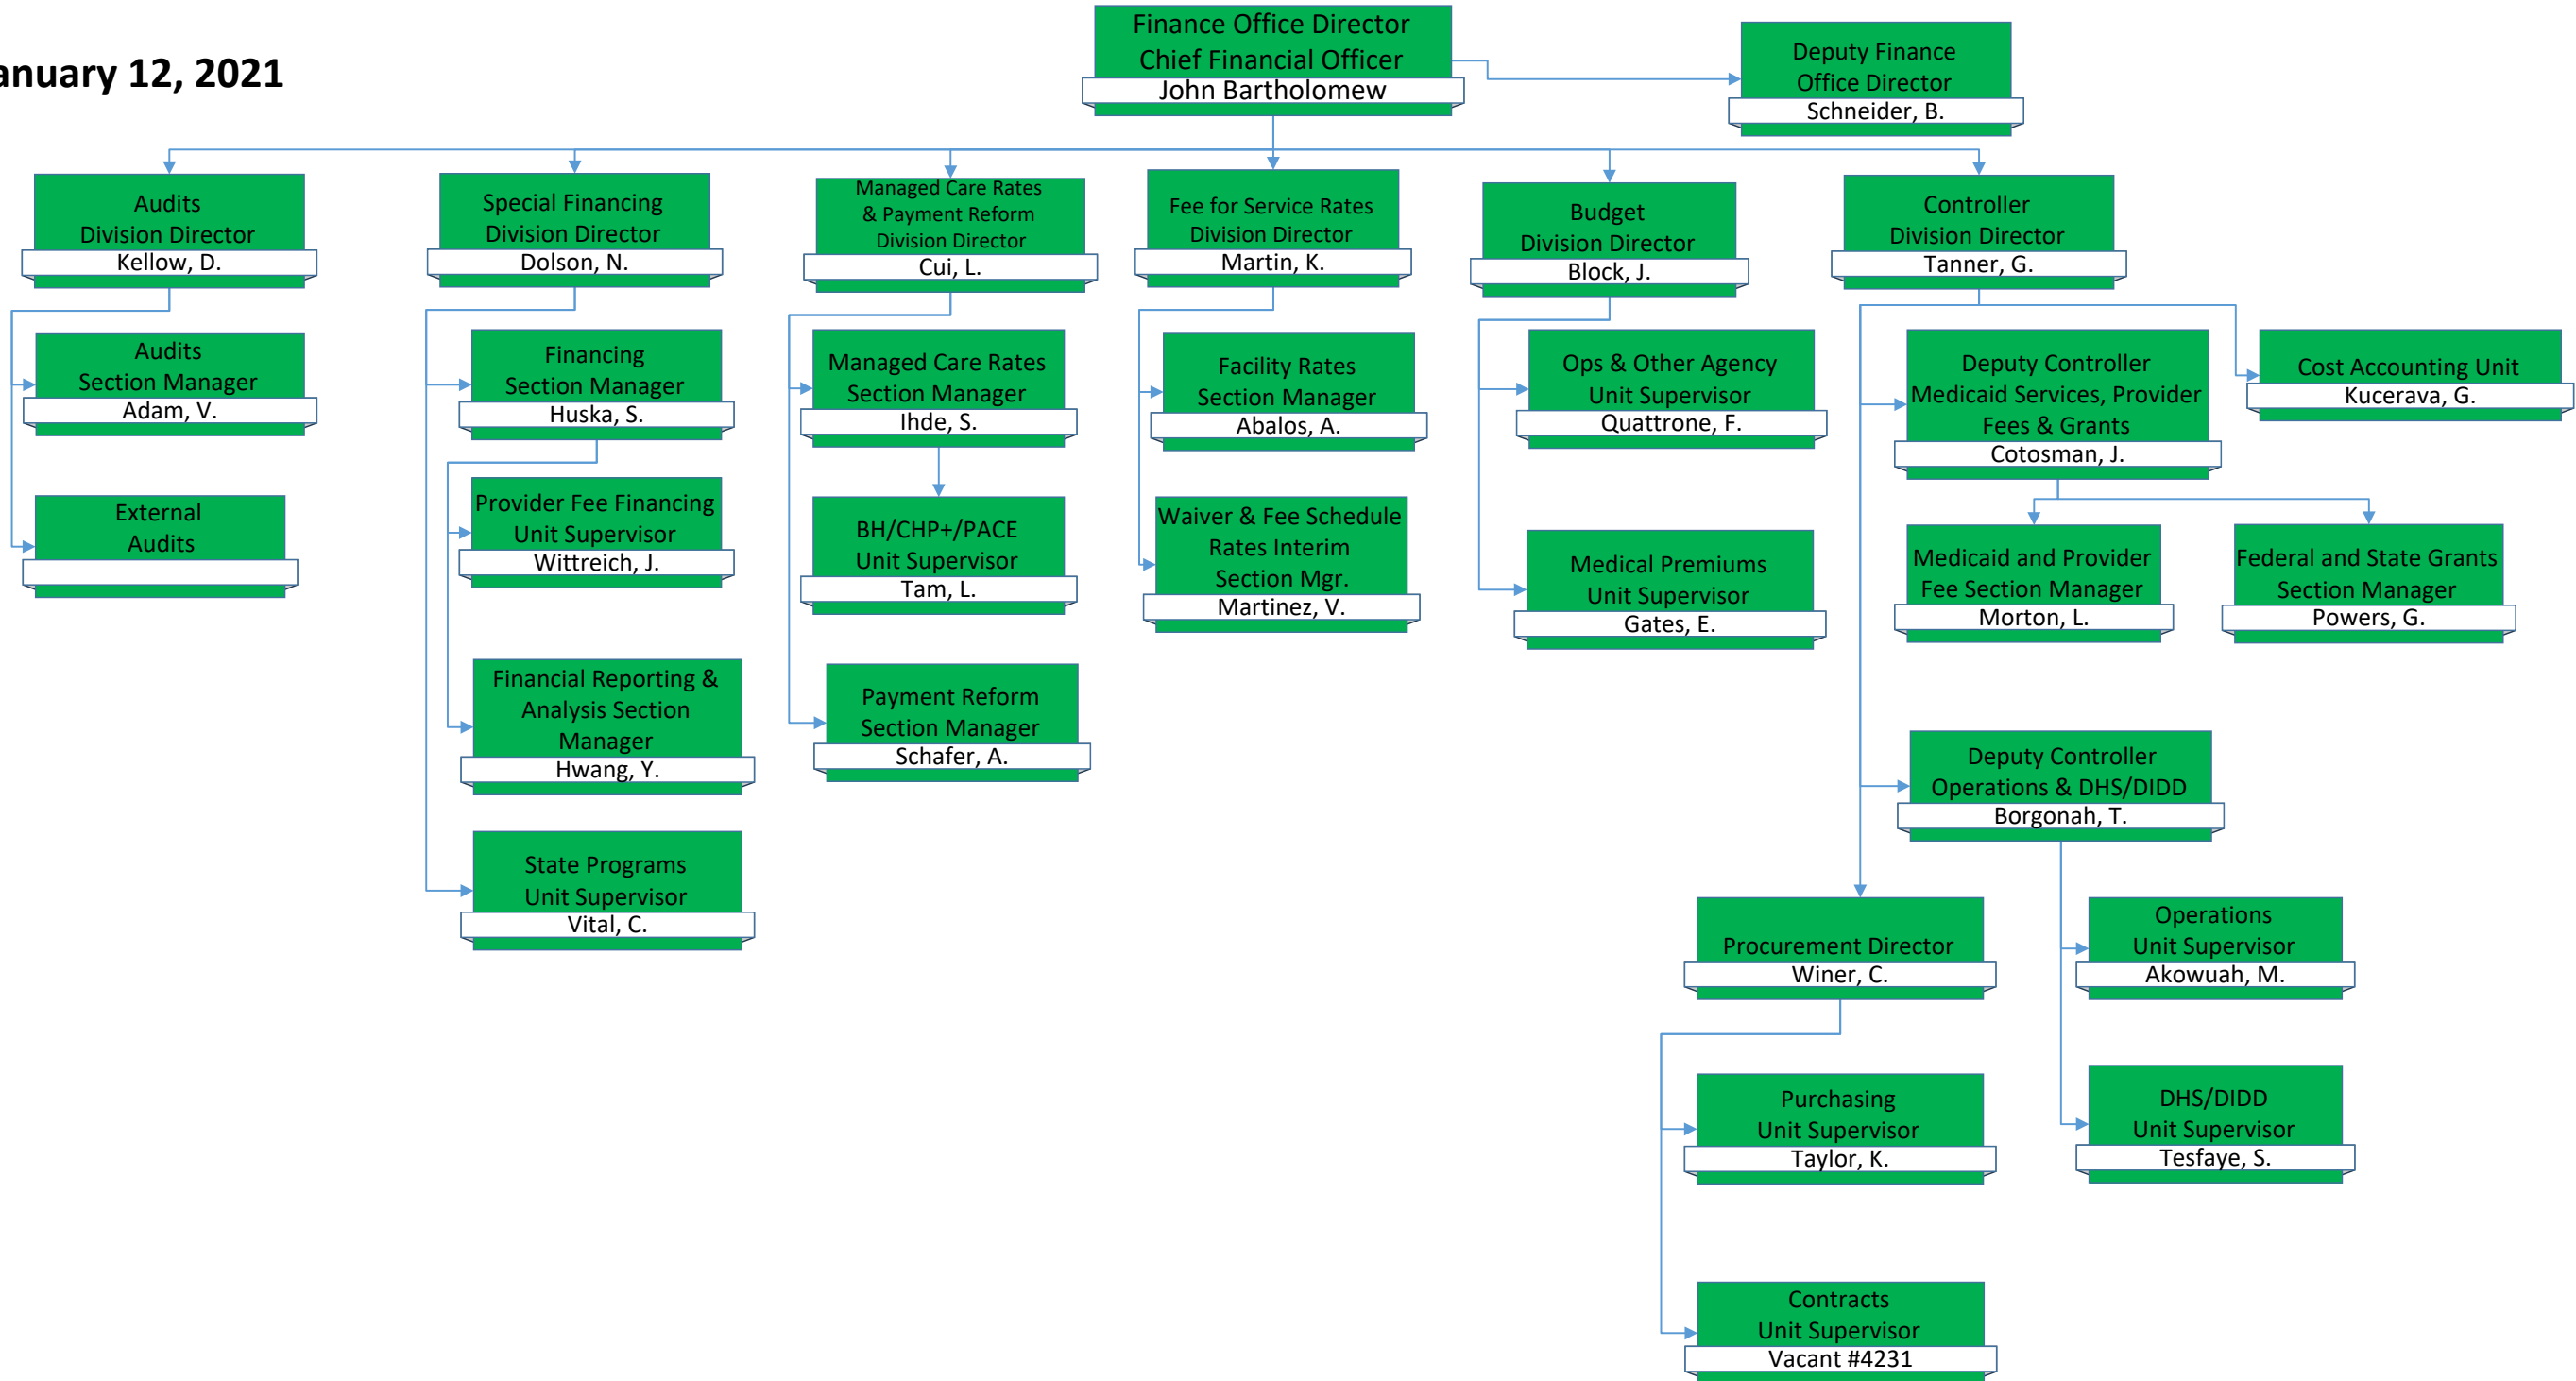 anuary 12, 2021
Finance Office Director
Chief Financial Officer
John Bartholomew
Deputy Finance
Office Director
Schneider, B.
Audits
Division Director
Kellow, D.
Special Financing
Division Director
Dolson, N.
Managed Care Rates
& Payment Reform
Division Director
Cui, L.
Fee for Service Rates
Division Director
Martin, K.
Budget
Division Director
Block, J.
Controller
Division Director
Tanner, G.
Audits
Section Manager
Adam, V.
External
Audits
Financing
Section Manager
Huska, S.
Provider Fee Financing
Unit Supervisor
Wittreich, J.
Financial Reporting &
Analysis Section
Manager
Hwang, Y.
State Programs
Unit Supervisor
Vital, C.
Managed Care Rates
Section Manager
Ihde, S.
BH/CHP+/PACE
Unit Supervisor
Tam, L.
Payment Reform
Section Manager
Schafer, A.
Facility Rates
Section Manager
Abalos, A.
Waiver & Fee Schedule
Rates Interim
Section Mgr.
Martinez, V.
Ops & Other Agency
Unit Supervisor
Quattrone, F.
Medical Premiums
Unit Supervisor
Gates, E.
Deputy Controller
Medicaid Services, Provider
Fees & Grants
Cotosman, J.
Cost Accounting Unit
Kucerava, G.
Medicaid and Provider
Fee Section Manager
Morton, L.
Federal and State Grants
Section Manager
Powers, G.
Deputy Controller
Operations & DHS/DIDD
Borgonah, T.
Procurement Director
Winer, C.
Operations
Unit Supervisor
Akowuah, M.
Purchasing
Unit Supervisor
Taylor, K.
DHS/DIDD
Unit Supervisor
Tesfaye, S.
Contracts
Unit Supervisor
Vacant #4231